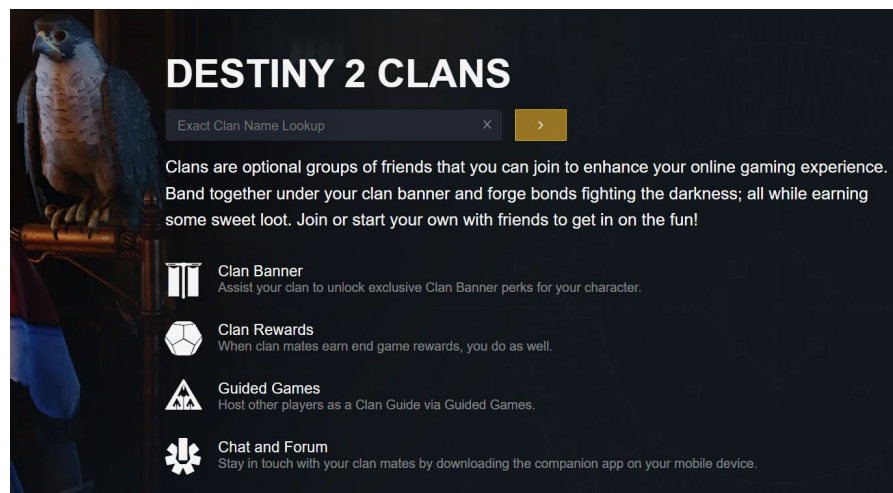 DESTINY 2 CLANS
Exact Clan Name Lookup
Clans are optional groups of friends that you can join to enhance your online gaming experience.
Band together under your clan banner and forge bonds fighting the darkness; all while earning
some sweet loot. Join or start your own with friends to get in on the fun!
Clan Banner
Assist your clan to unlock exclusive Clan Banner perks for your character.
Clan Rewards
When clan mates earn end game rewards, you do as well.
Guided Games
Host other players as a Clan Guide via Guided Games.
Chat and Forum
Stay in touch with your clan mates by downloading the companion app on your mobile device.